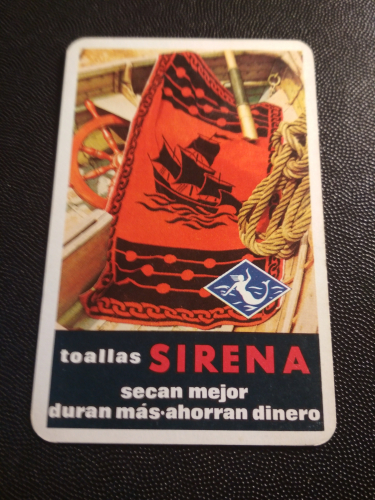 toallas SIRENA
secan mejor
duran más·ahorran dinero